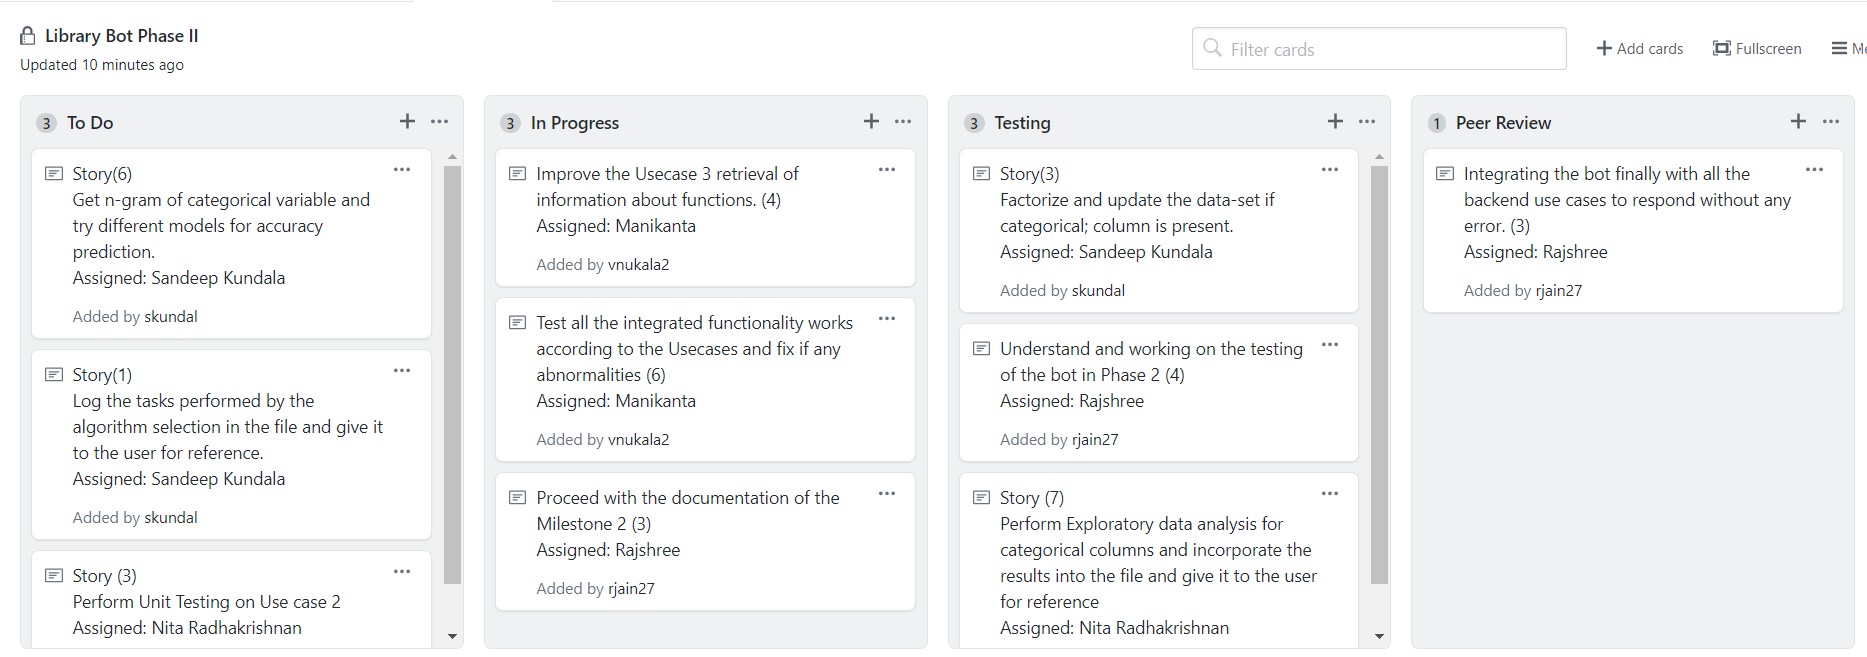 Library Bot Phase II
Updated 10 minutes ago
Filter cards
Add cards
Fullscreen
3 To Do
Story(6)
Get n-gram of categorical variable and
try different models for accuracy
prediction.
Assigned: Sandeep Kundala
Added by skundal
Story(1)
Log the tasks performed by the
algorithm selection in the file and give it
to the user for reference.
Assigned: Sandeep Kundala
Added by skundal
Story (3)
Perform Unit Testing on Use case 2
Assigned: Nita Radhakrishnan
3 In Progress
Improve the Usecase 3 retrieval of
information about functions. (4)
Assigned: Manikanta
Added by vnukala2
Test all the integrated functionality works
according to the Usecases and fix if any
abnormalities (6)
Assigned: Manikanta
Added by vnukala2
Proceed with the documentation of the
Milestone 2 (3)
Assigned: Rajshree
Added by rjain27
3 Testing
Story(3)
Factorize and update the data-set if
categorical; column is present.
Assigned: Sandeep Kundala
Added by skundal
Understand and working on the testing
of the bot in Phase 2 (4)
Assigned: Rajshree
Added by rjain27
Story (7)
Perform Exploratory data analysis for
categorical columns and incorporate the
results into the file and give it to the user
for reference
Assigned: Nita Radhakrishnan
1 Peer Review
Integrating the bot finally with all the
backend use cases to respond without any
error. (3)
Assigned: Rajshree
Added by rjain27